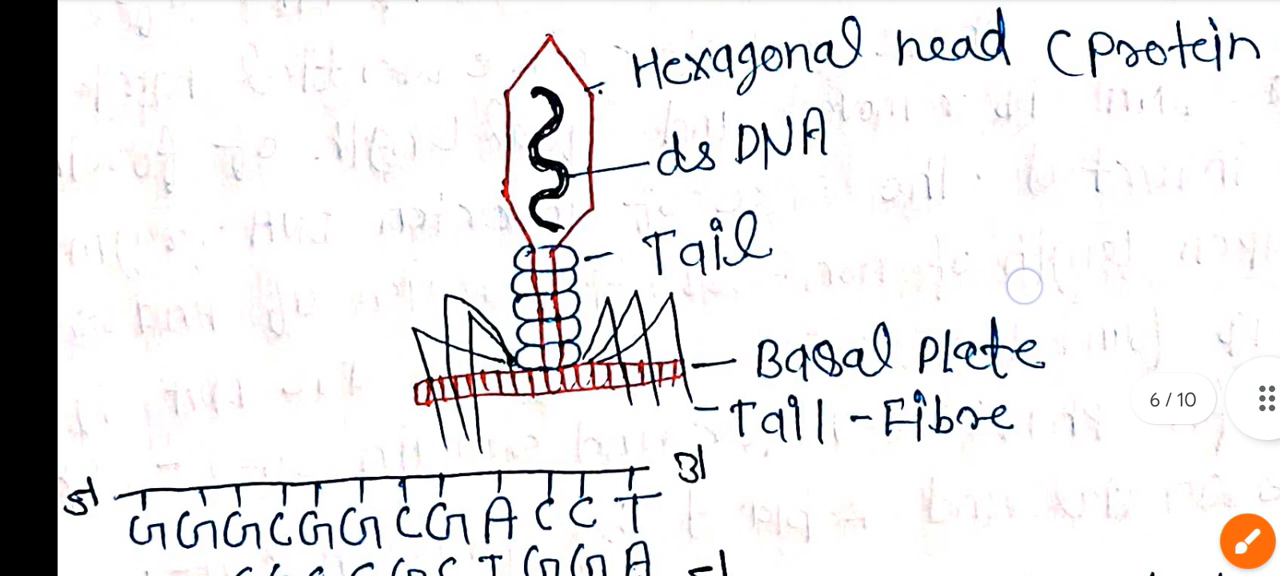 Hexagonal head (Protein
ds DNA
Tail
Basal Plate
Tail-Fibre
6 / 10
5' 3'
GGGCGGCGACCT